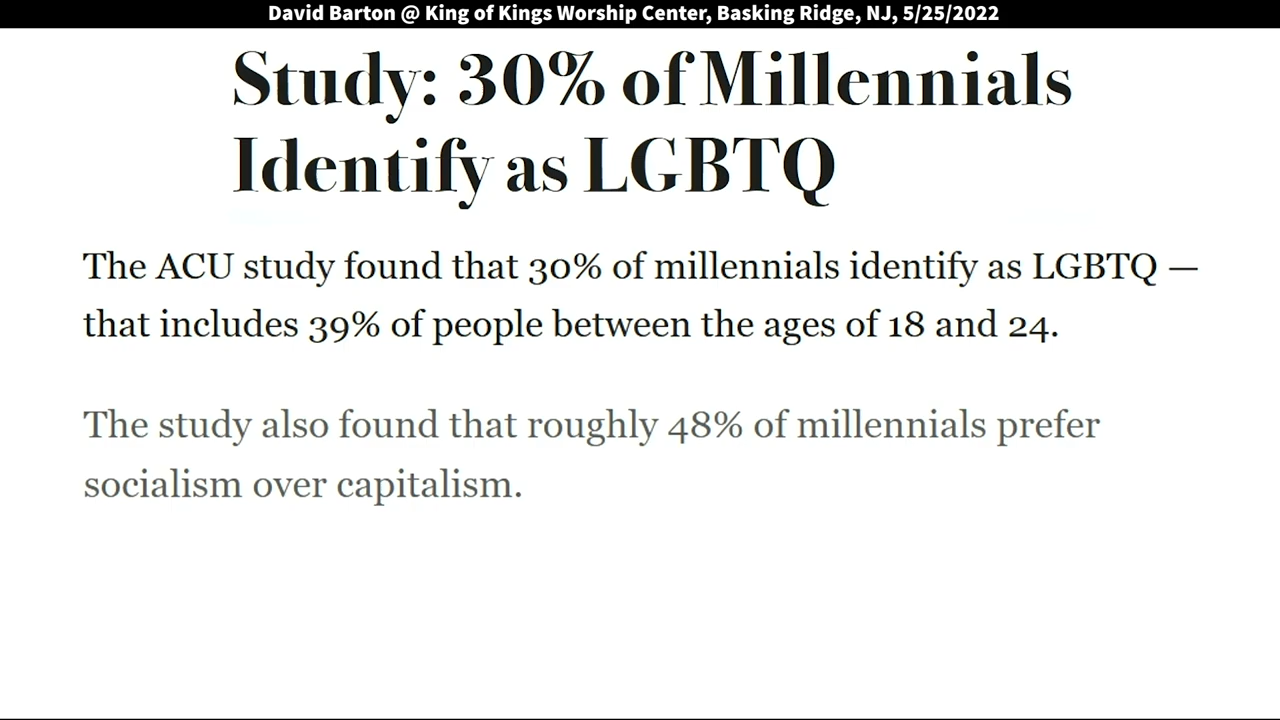 David Barton @ King of Kings Worship Center, Basking Ridge, NJ, 5/25/2022
Study: 30% of Millennials
Identify as LGBTQ
The ACU study found that 30% of millennials identify as LGBTQ —
that includes 39% of people between the ages of 18 and 24.
The study also found that roughly 48% of millennials prefer
socialism over capitalism.